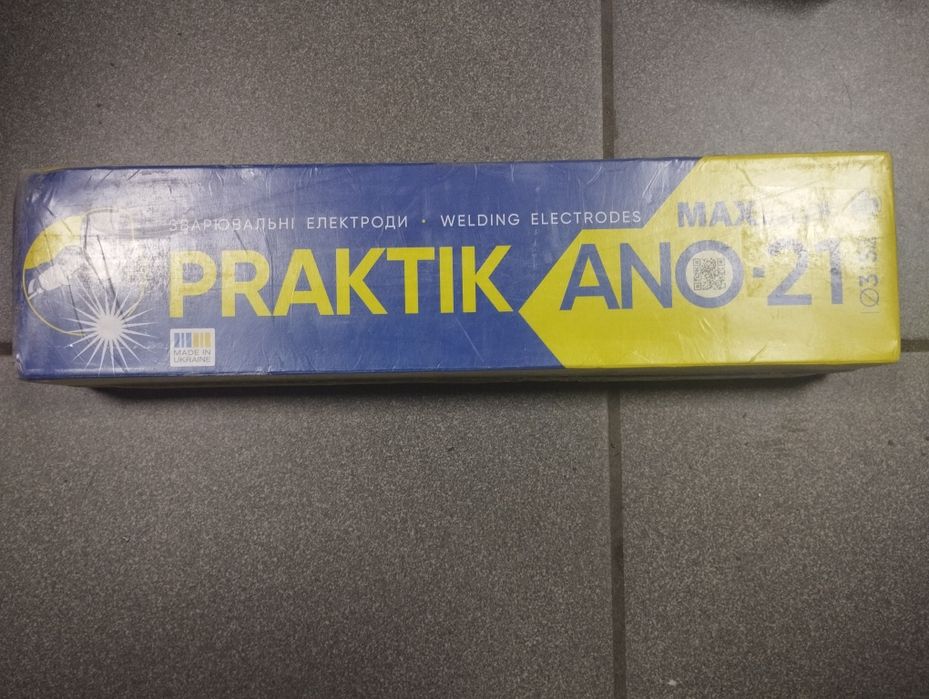 ЗВАРЮВАЛЬНІ ЕЛЕКТРОДИ · WELDING ELECTRODES
PRAKTIK
ANO-21
MADE IN
UKRAINE